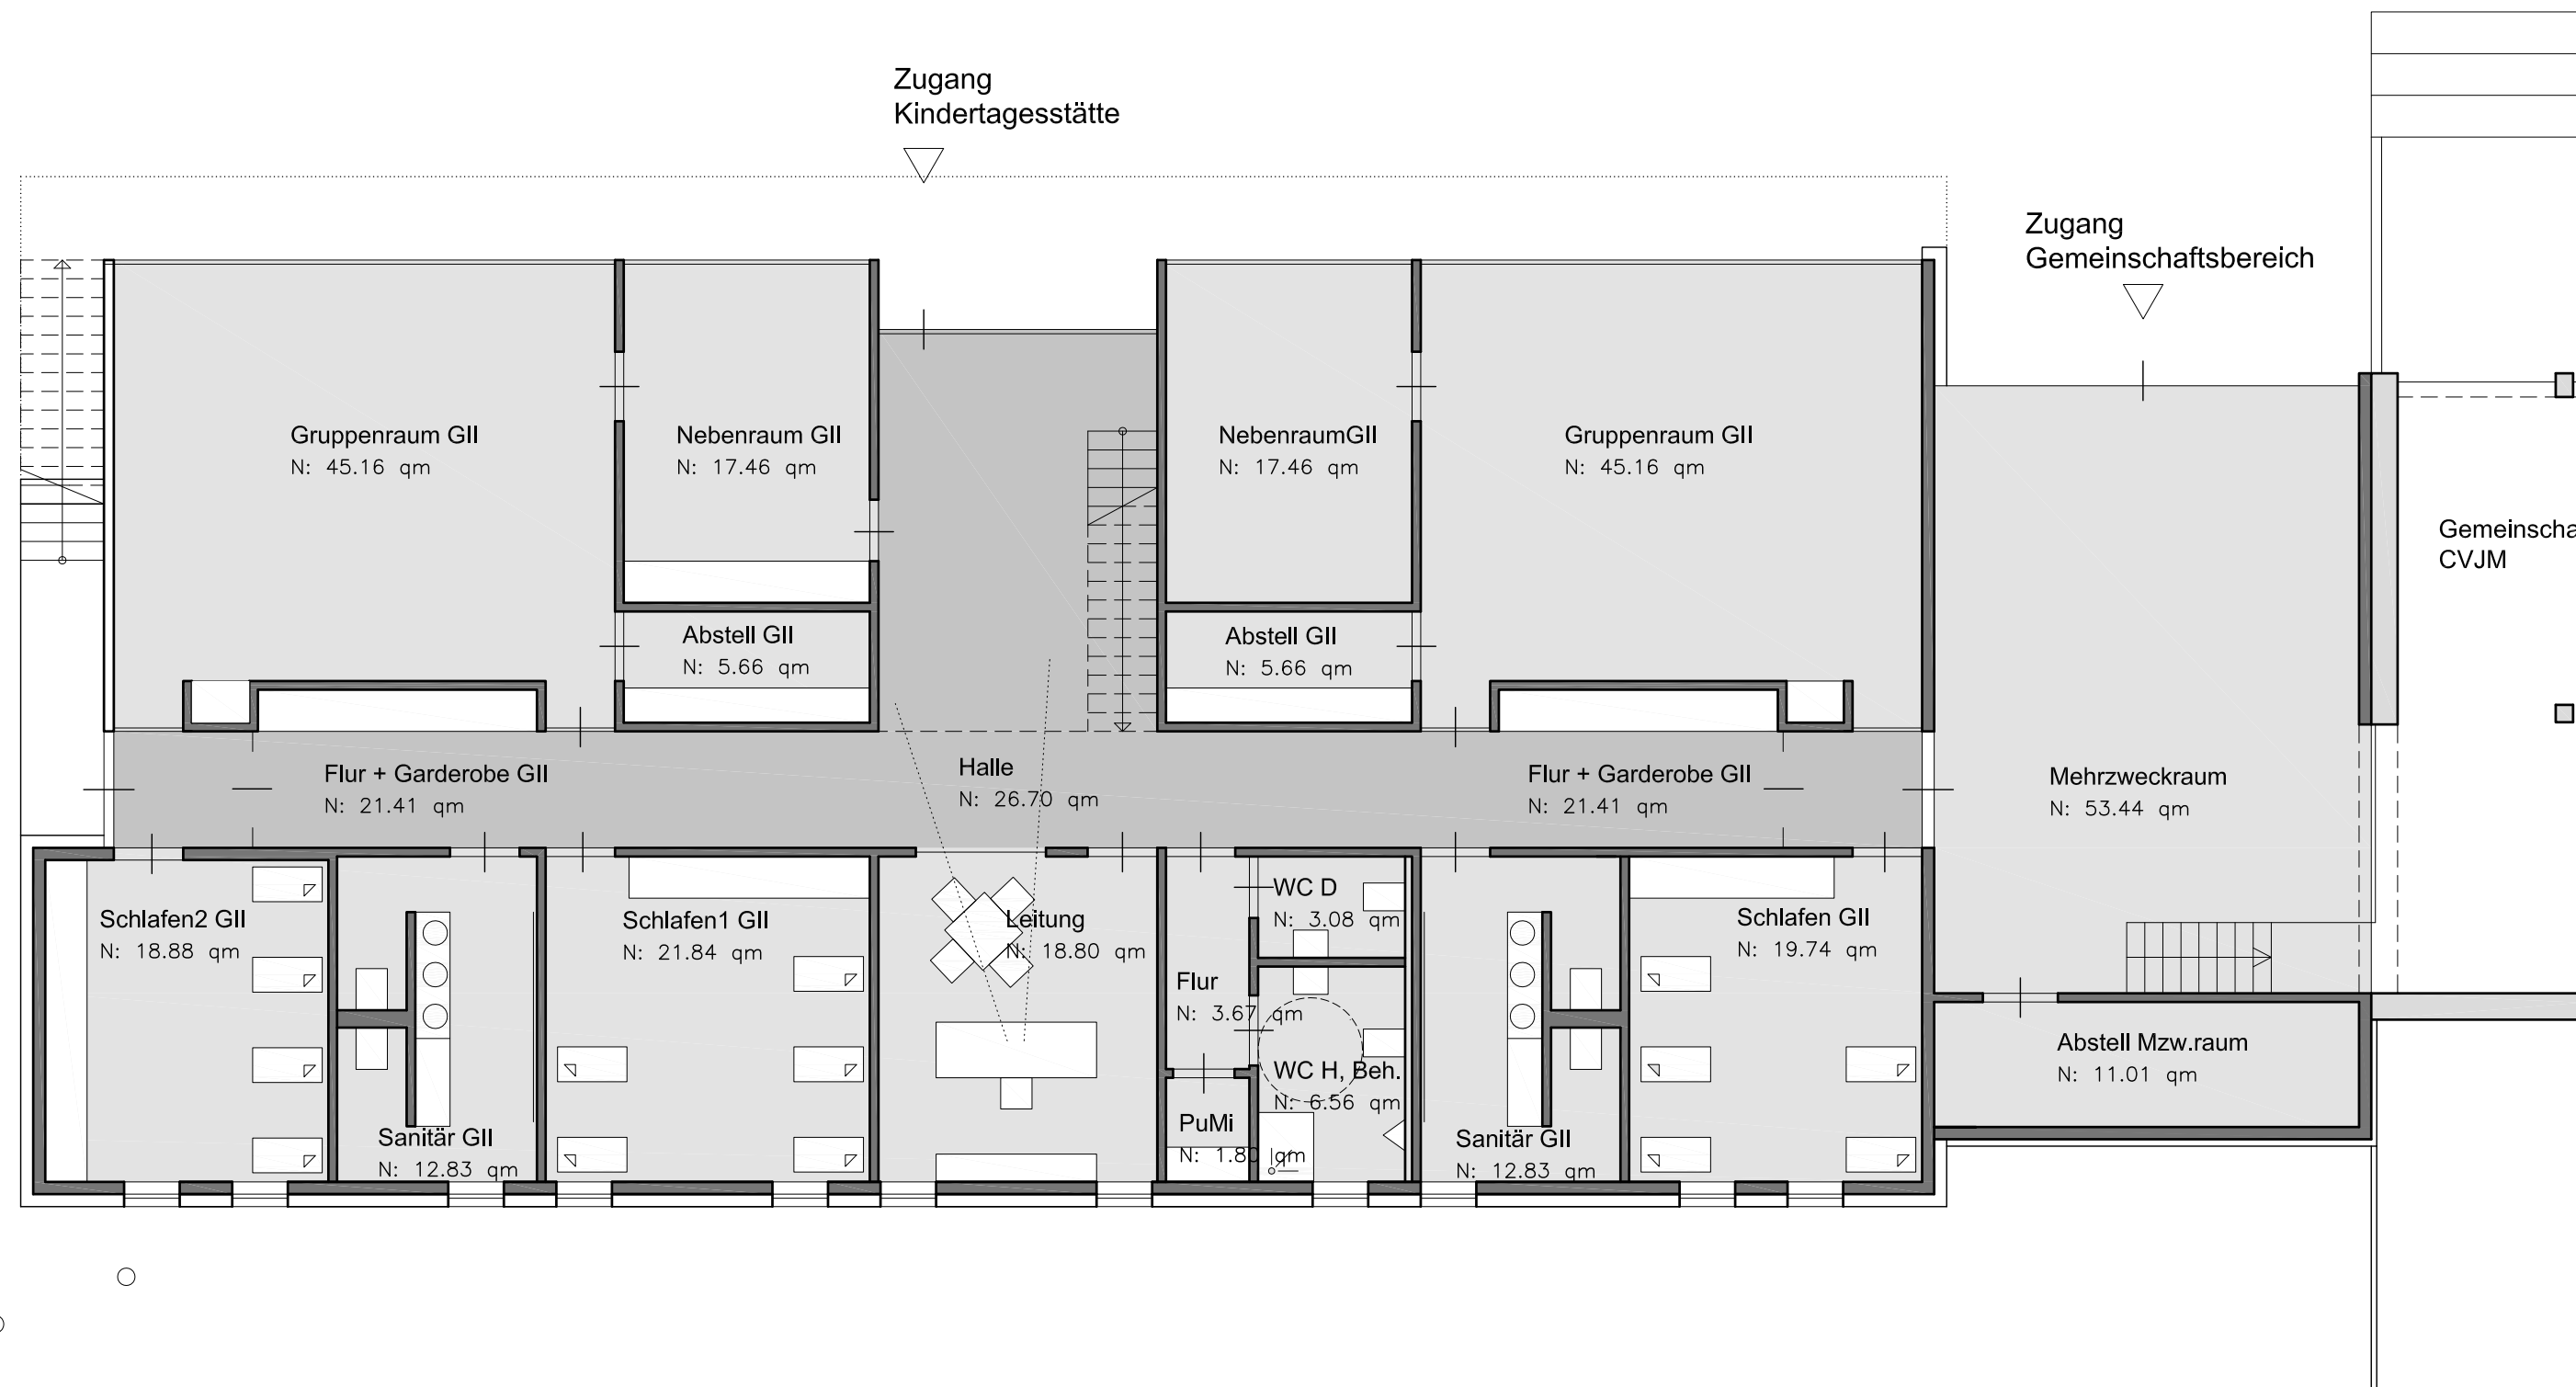 Zugang
Kindertagesstätte
Zugang
Gemeinschaftsbereich
Gruppenraum GII
N: 45.16 qm
Nebenraum GII
N: 17.46 qm
NebenraumGII
N: 17.46 qm
Gruppenraum GII
N: 45.16 qm
Gemeinscha
CVJM
Abstell GII
N: 5.66 qm
Abstell GII
N: 5.66 qm
Flur + Garderobe GII
N: 21.41 qm
Halle
N: 26.70 qm
Flur + Garderobe GII
N: 21.41 qm
Mehrzweckraum
N: 53.44 qm
Schlafen2 GII
N: 18.88 qm
Sanitär GII
N: 12.83 qm
Schlafen1 GII
N: 21.84 qm
Leitung
N: 18.80 qm
Flur
N: 3.67 qm
PuMi
N: 1.80 qm
WC D
N: 3.08 qm
WC H, Beh.
N: 6.56 qm
Sanitär GII
N: 12.83 qm
Schlafen GII
N: 19.74 qm
Abstell Mzw.raum
N: 11.01 qm